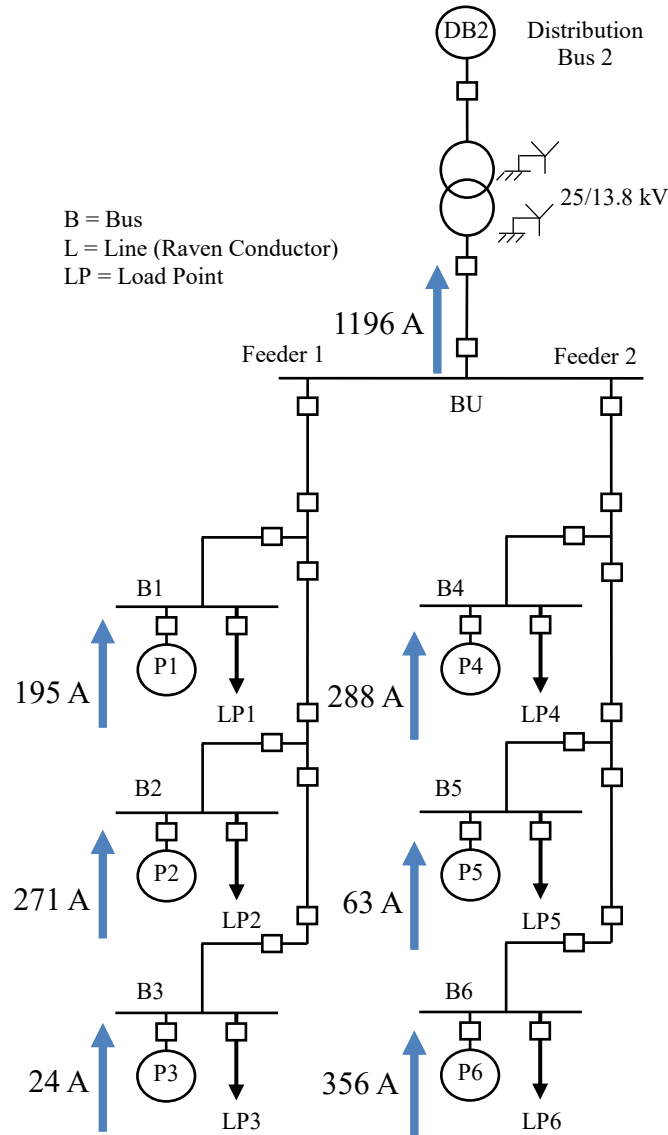 DB2
Distribution
Bus 2
25/13.8 kV
B = Bus
L = Line (Raven Conductor)
LP = Load Point
1196 A
Feeder 1
Feeder 2
BU
B1
P1
195 A
LP1
B4
P4
288 A
LP4
B2
P2
271 A
LP2
B5
P5
63 A
LP5
B3
P3
24 A
LP3
B6
P6
356 A
LP6